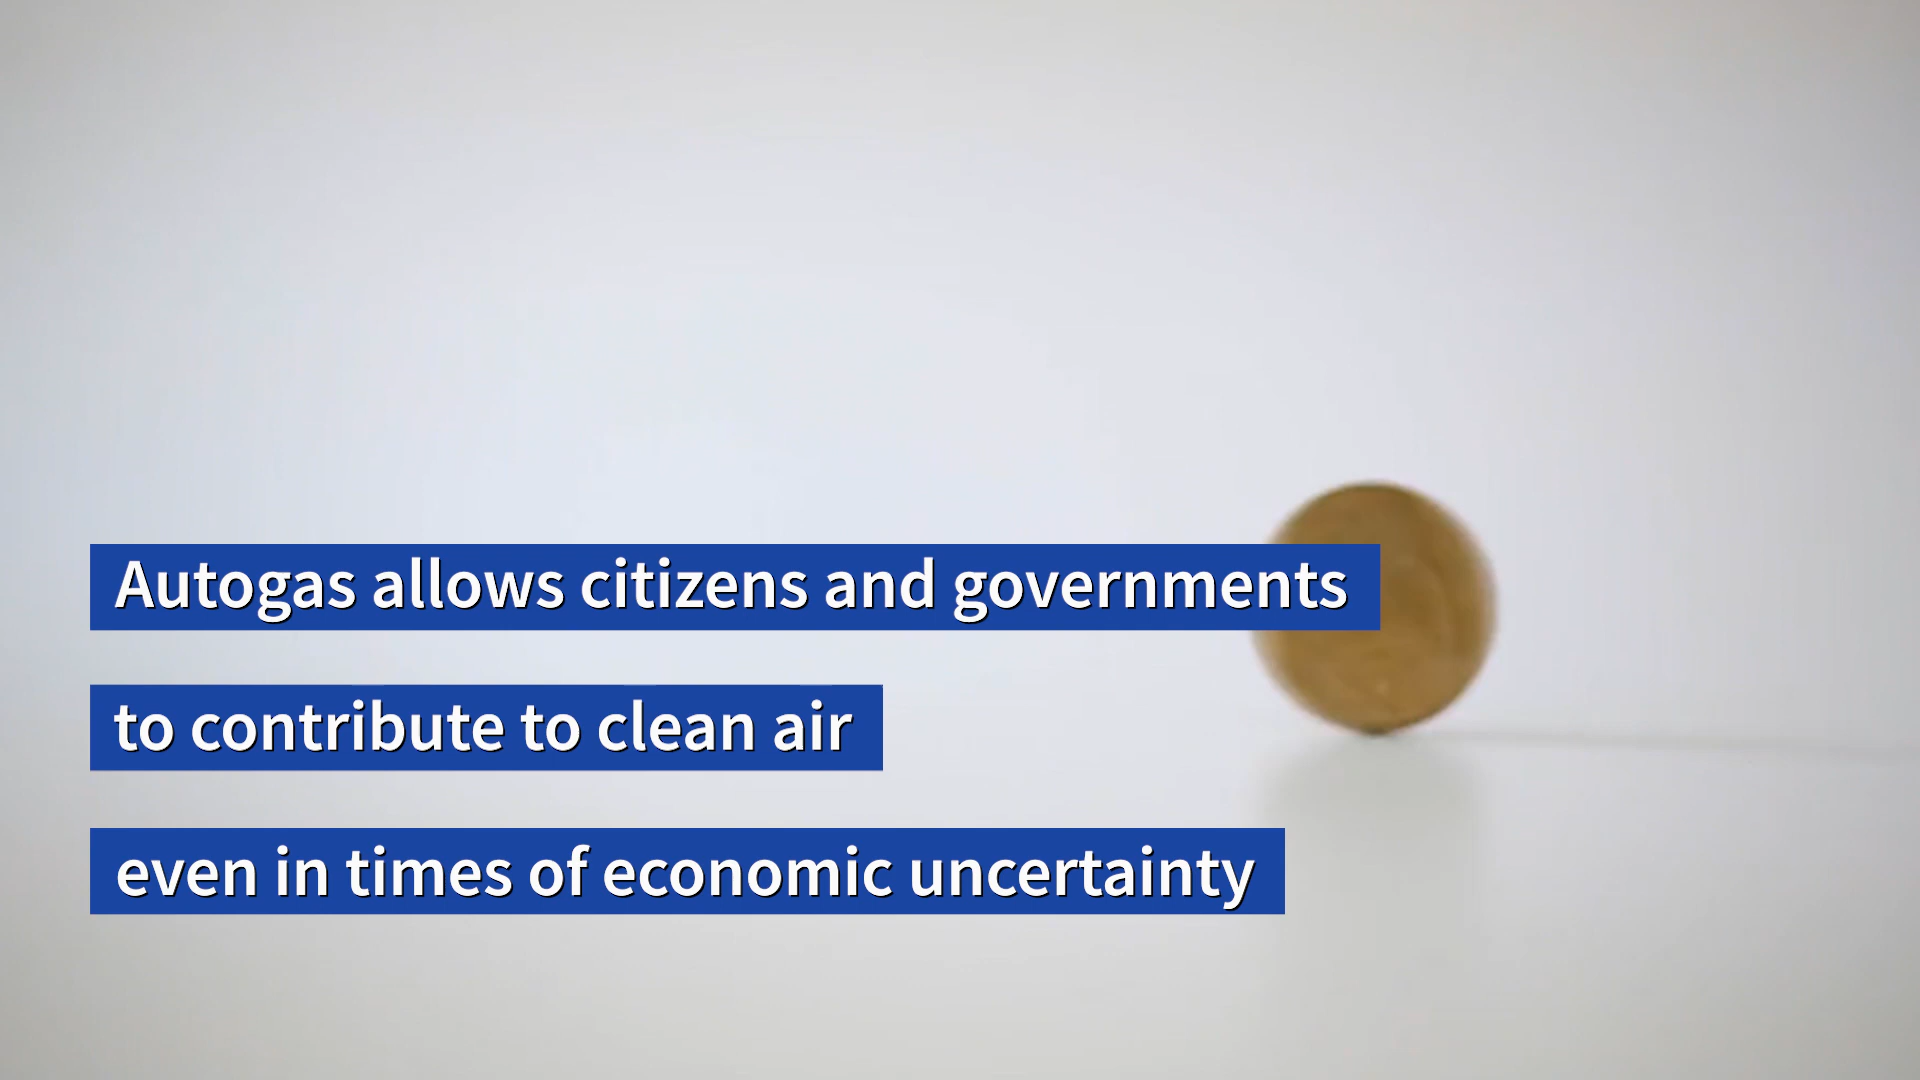 Autogas allows citizens and governments
to contribute to clean air
even in times of economic uncertainty